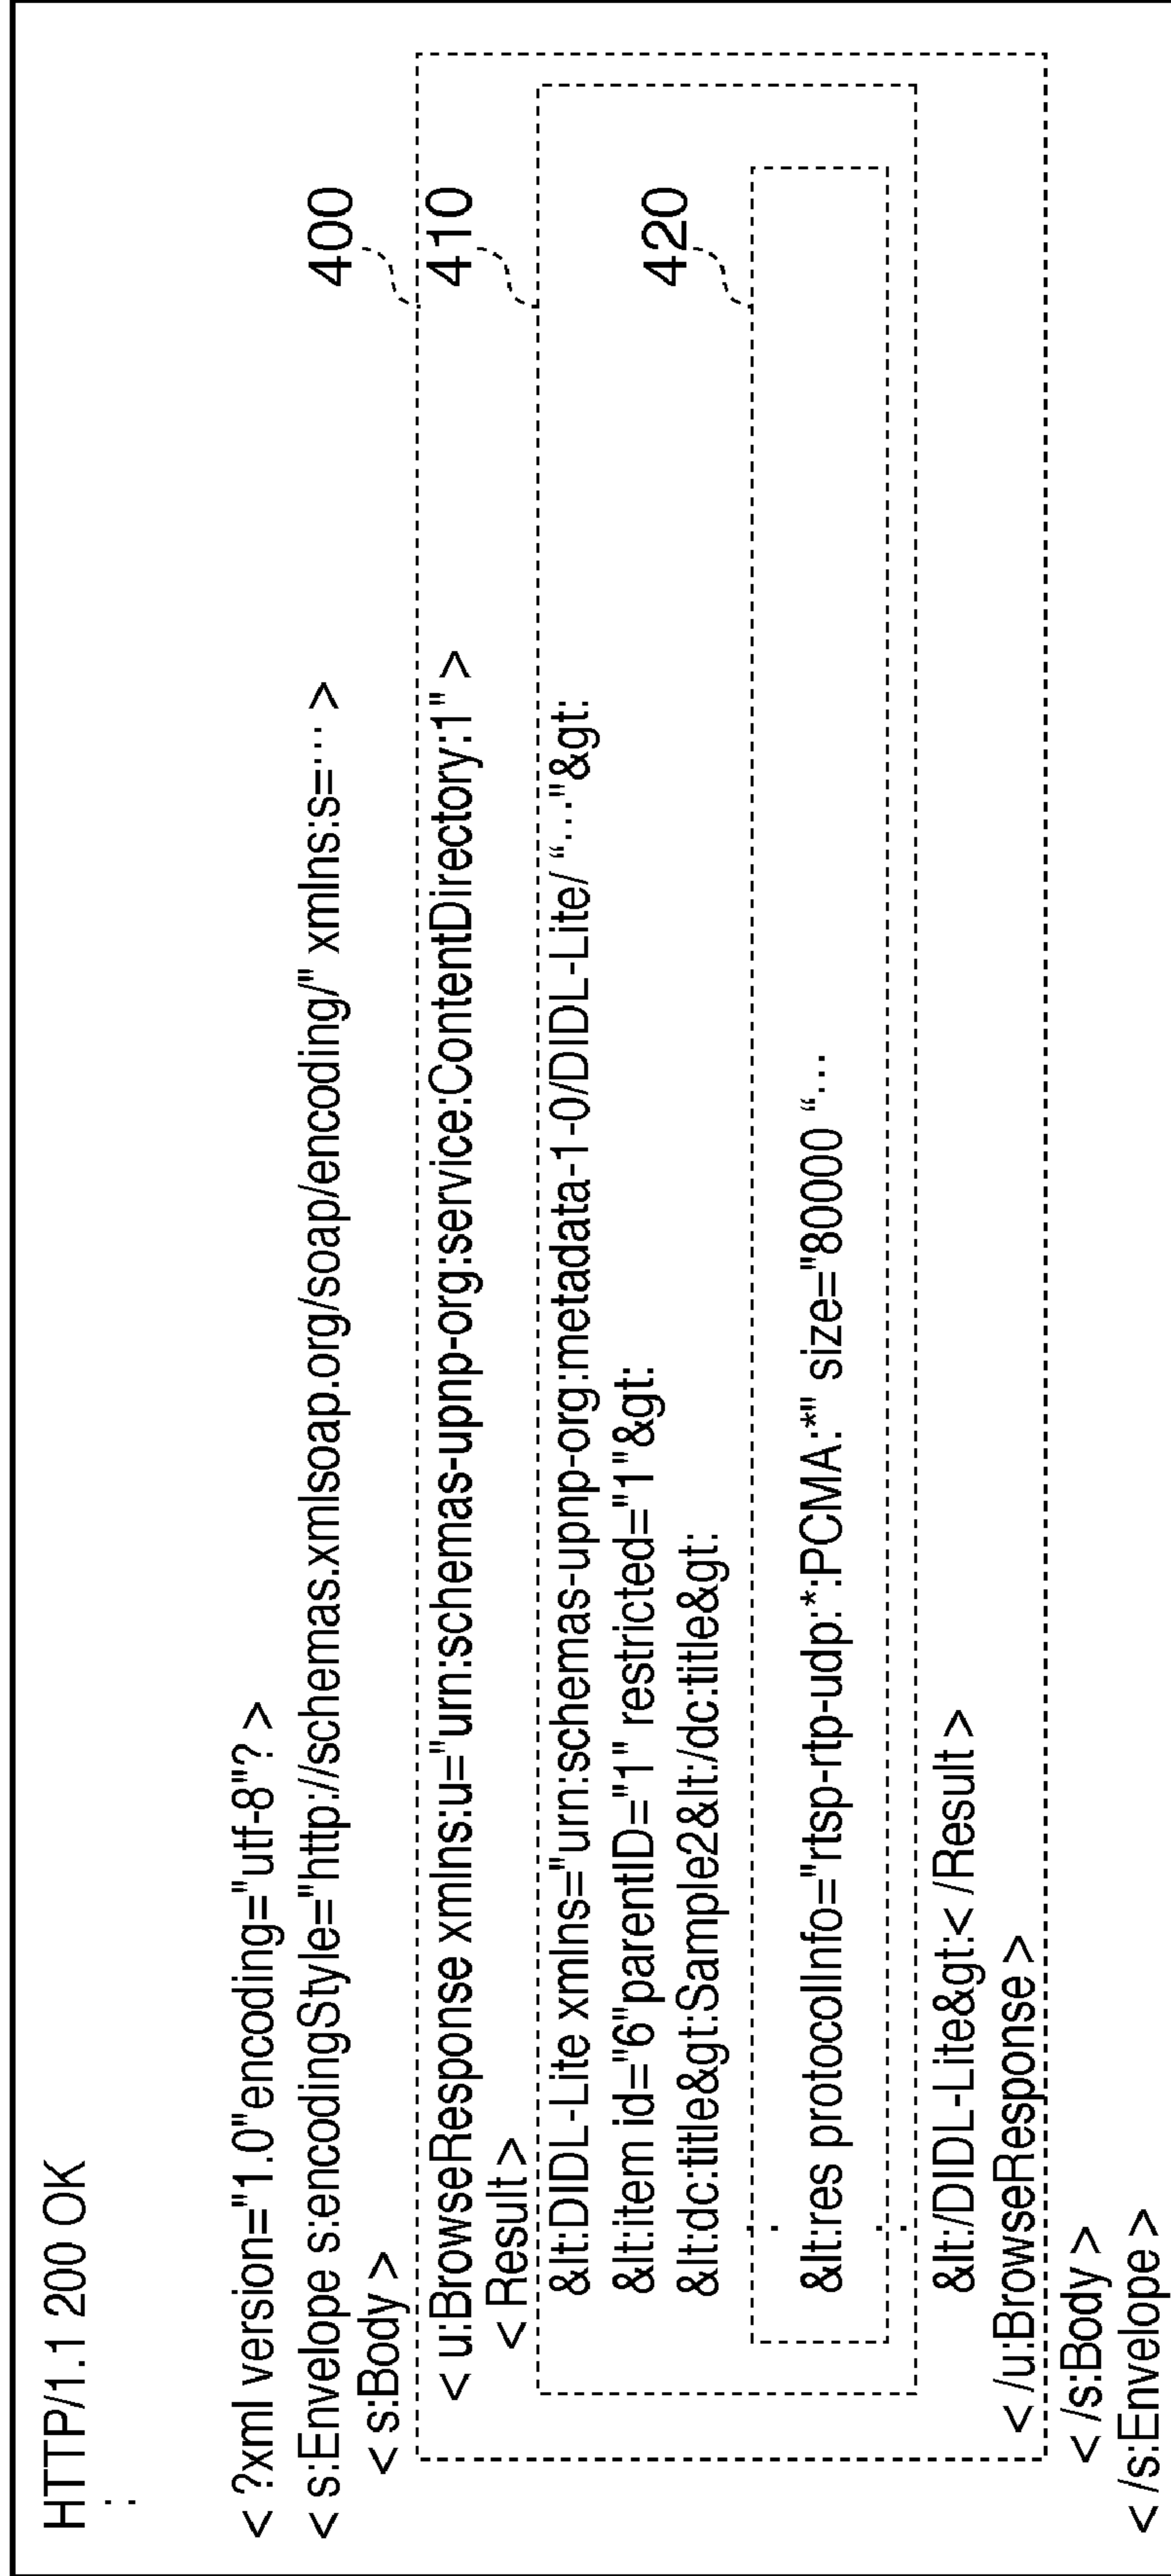 HTTP/1.1 200 OK
:
< ?xml version="1.0"encoding="utf-8"? >
< s:Envelope s:encodingStyle="http://schemas.xmlsoap.org/soap/encoding/" xmlns:s=··· >
< s:Body >
400
< u:BrowseResponse xmlns:u="urn:schemas-upnp-org:service:ContentDirectory:1" >
410
< Result >
&lt:DIDL-Lite xmlns="urn:schemas-upnp-org:metadata-1-0/DIDL-Lite/ “..."&gt:
&lt:item id="6"parentID="1" restricted="1"&gt:
&lt:dc:title&gt:Sample2&lt:/dc:title&gt:
420
:
&lt:res protocolInfo="rtsp-rtp-udp:*:PCMA:*" size="80000 “...
:
&lt:/DIDL-Lite&gt:< /Result >
< /u:BrowseResponse >
< /s:Body >
< /s:Envelope >